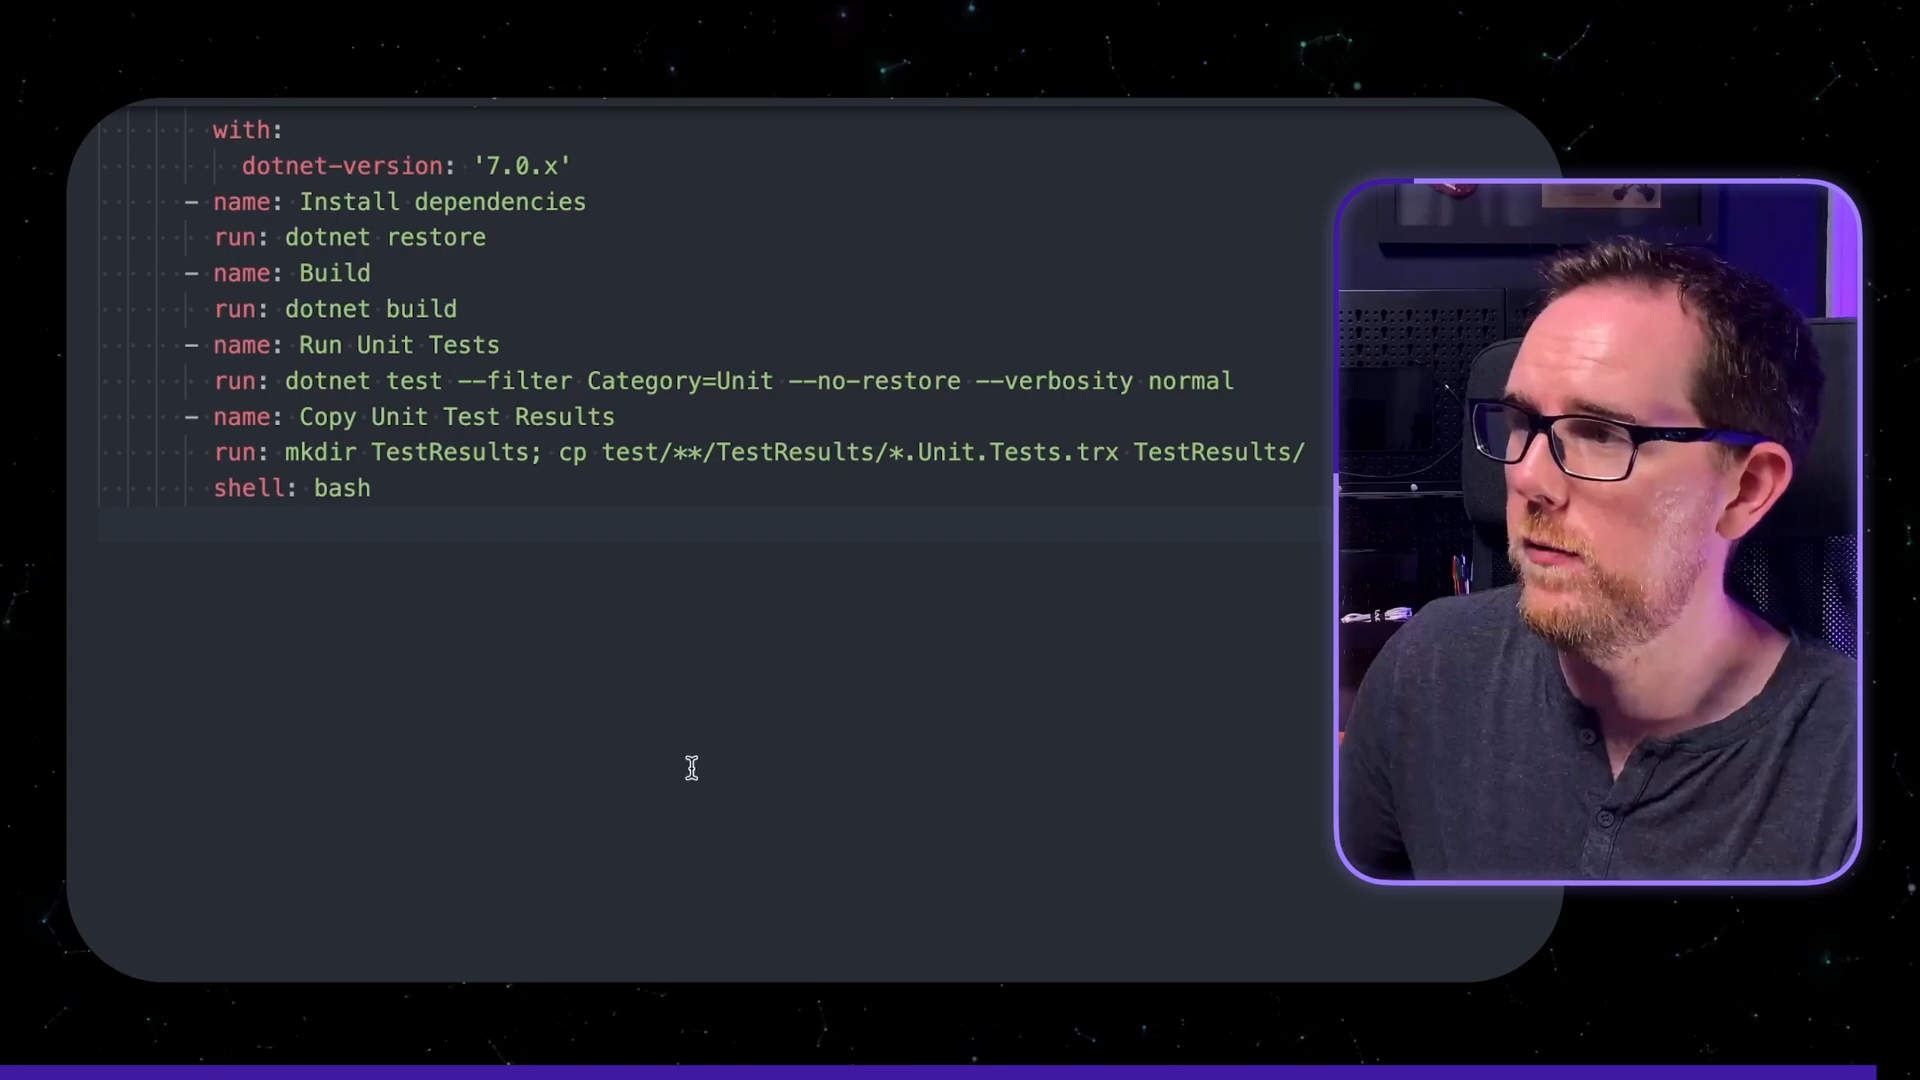 with:
dotnet-version: '7.0.x'
- name: Install dependencies
run: dotnet restore
- name: Build
run: dotnet build
- name: Run Unit Tests
run: dotnet test --filter Category=Unit --no-restore --verbosity normal
- name: Copy Unit Test Results
run: mkdir TestResults; cp test/**/TestResults/*.Unit.Tests.trx TestResults/
shell: bash